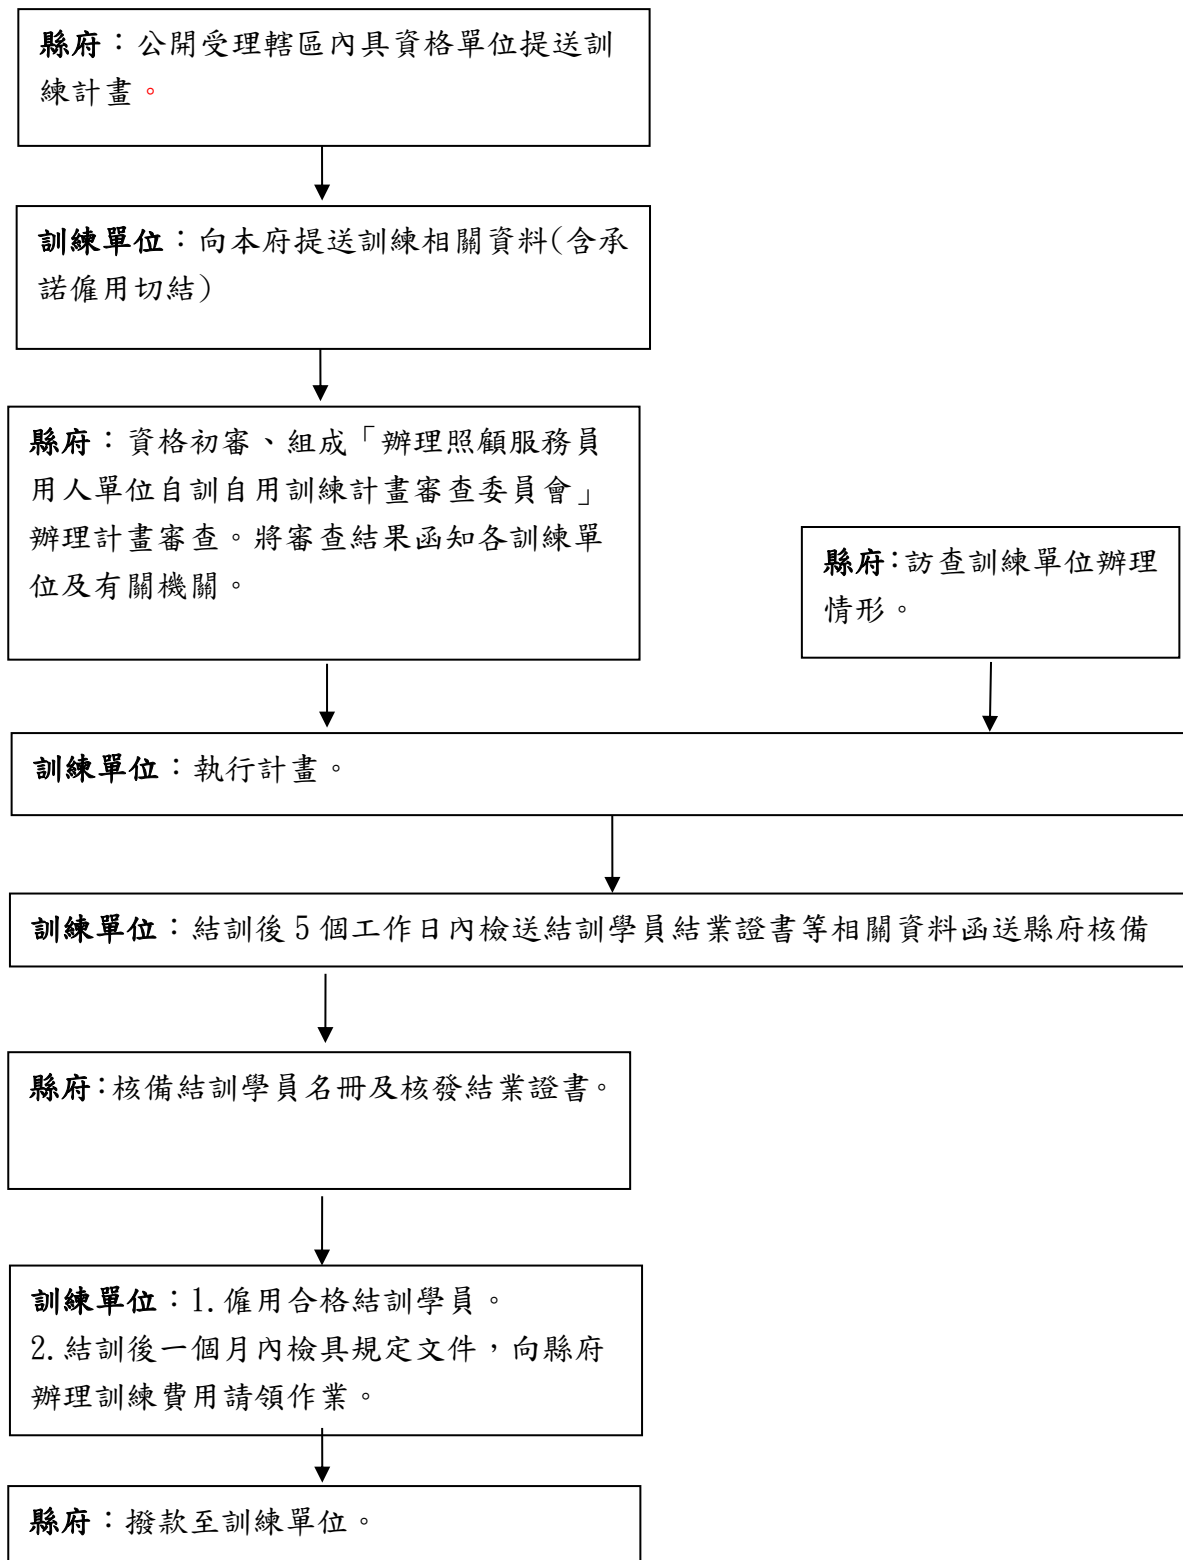 縣府：公開受理轄區內具資格單位提送訓
練計畫。
訓練單位：向本府提送訓練相關資料(含承
諾僱用切結)
縣府：資格初審、組成「辦理照顧服務員
用人單位自訓自用訓練計畫審查委員會」
辦理計畫審查。將審查結果函知各訓練單
位及有關機關。
縣府:訪查訓練單位辦理
情形。
訓練單位：執行計畫。
訓練單位：結訓後 5 個工作日內檢送結訓學員結業證書等相關資料函送縣府核備
縣府:核備結訓學員名冊及核發結業證書。
訓練單位：1.僱用合格結訓學員。
2.結訓後一個月內檢具規定文件，向縣府
辦理訓練費用請領作業。
縣府：撥款至訓練單位。